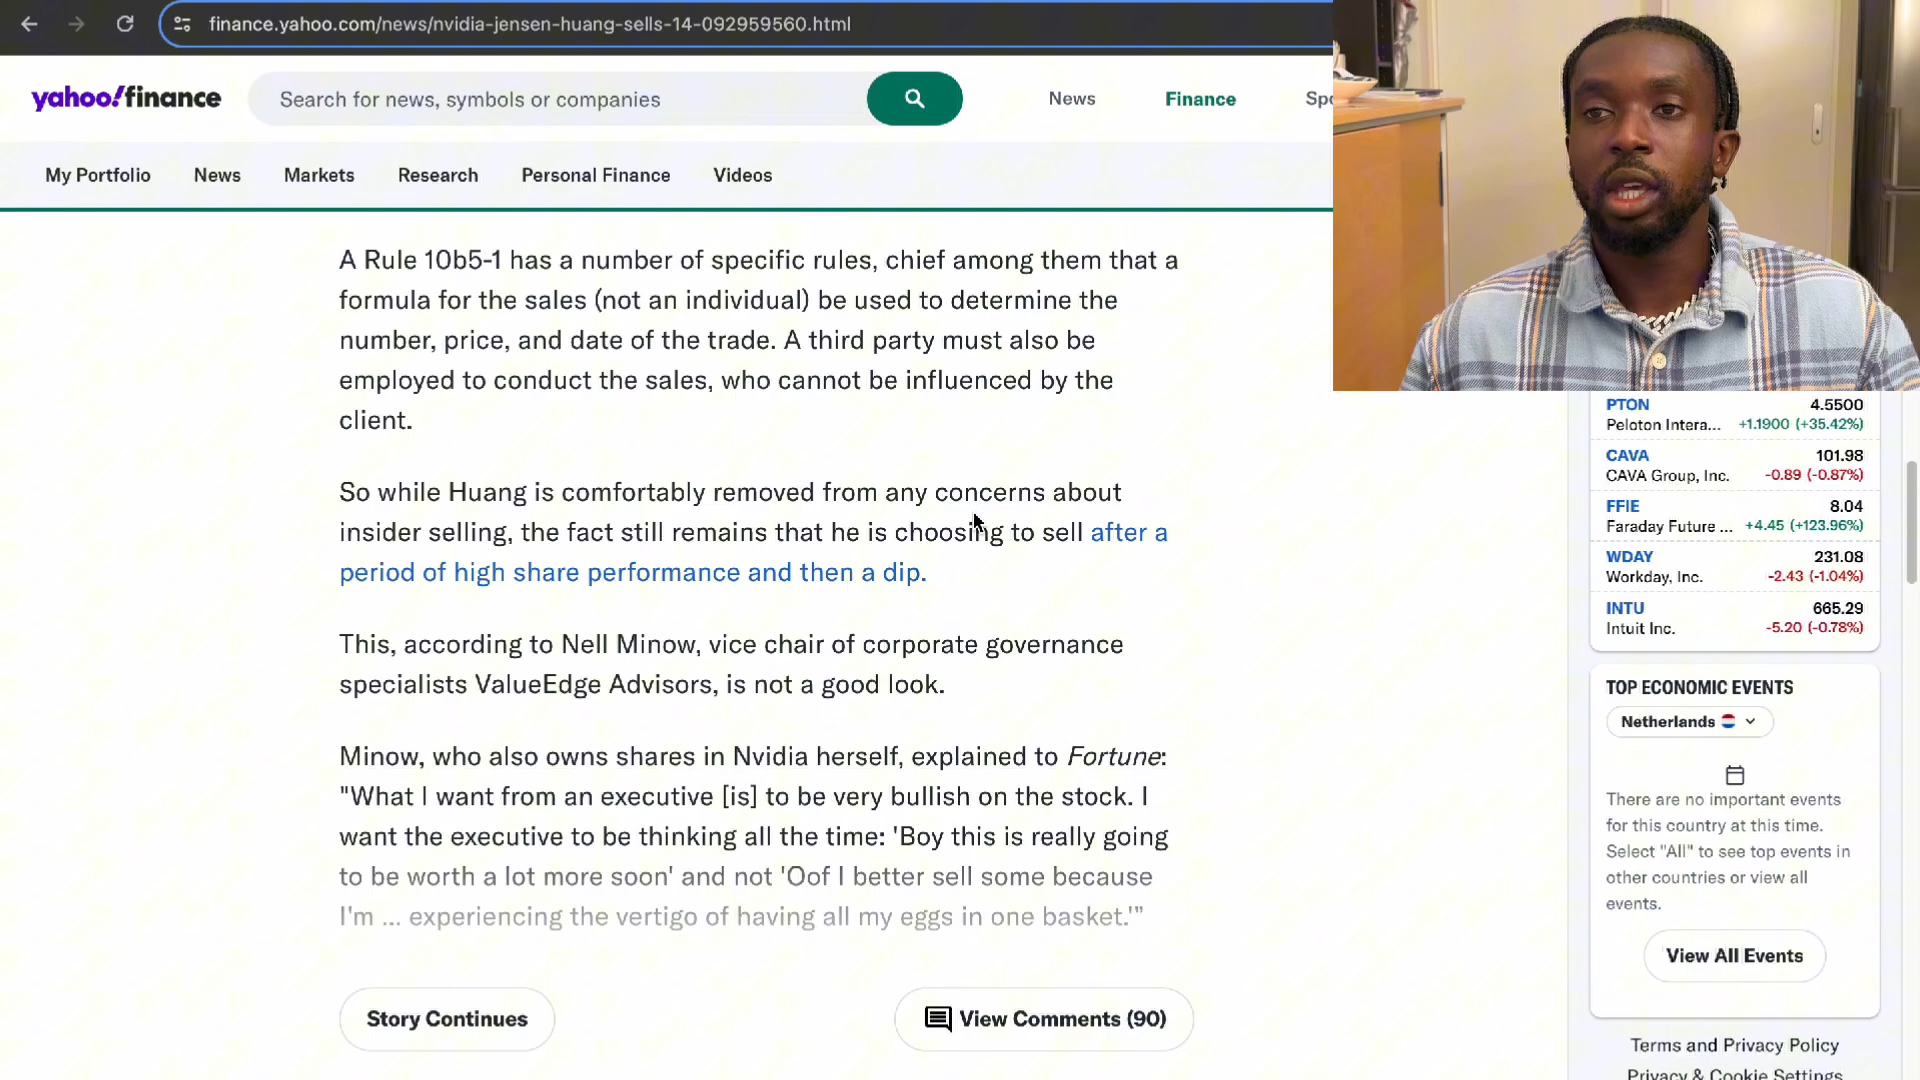 finance.yahoo.com/news/nvidia-jensen-huang-sells-14-092959560.html
yahoo!finance
Search for news, symbols or companies
News
Finance
Spo
My Portfolio
News
Markets
Research
Personal Finance
Videos
A Rule 10b5-1 has a number of specific rules, chief among them that a
formula for the sales (not an individual) be used to determine the
number, price, and date of the trade. A third party must also be
employed to conduct the sales, who cannot be influenced by the
client.
So while Huang is comfortably removed from any concerns about
insider selling, the fact still remains that he is choosing to sell after a
period of high share performance and then a dip.
This, according to Nell Minow, vice chair of corporate governance
specialists ValueEdge Advisors, is not a good look.
Minow, who also owns shares in Nvidia herself, explained to Fortune:
"What I want from an executive [is] to be very bullish on the stock. I
want the executive to be thinking all the time: 'Boy this is really going
to be worth a lot more soon' and not 'Oof I better sell some because
I'm ... experiencing the vertigo of having all my eggs in one basket.'"
Story Continues
View Comments (90)
PTON 4.5500
Peloton Intera... +1.1900 (+35.42%)
CAVA 101.98
CAVA Group, Inc. -0.89 (-0.87%)
FFIE 8.04
Faraday Future ... +4.45 (+123.96%)
WDAY 231.08
Workday, Inc. -2.43 (-1.04%)
INTU 665.29
Intuit Inc. -5.20 (-0.78%)
TOP ECONOMIC EVENTS
Netherlands
There are no important events
for this country at this time.
Select "All" to see top events in
other countries or view all
events.
View All Events
Terms and Privacy Policy
Privacy & Cookie Settings